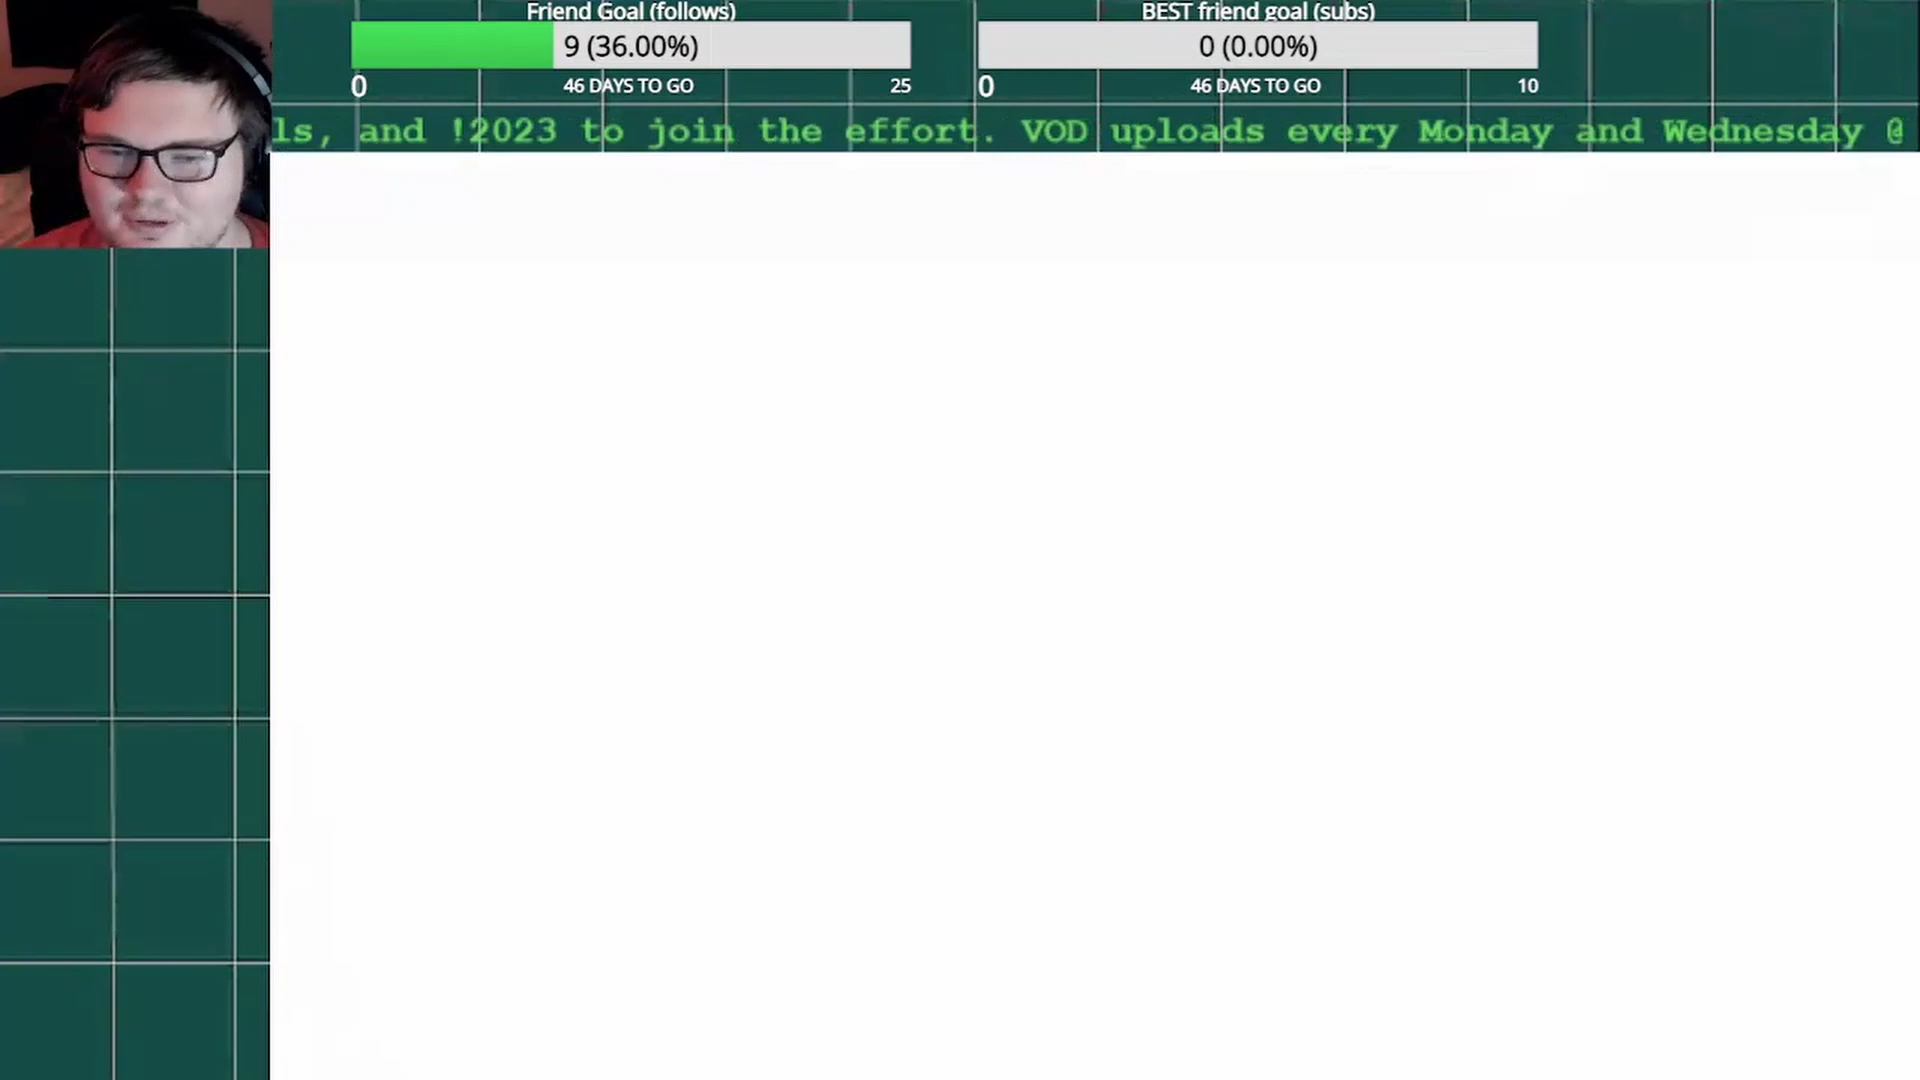 Friend Goal (follows)
BEST friend goal (subs)
9 (36.00%)
0 (0.00%)
0
46 DAYS TO GO
25
0
46 DAYS TO GO
10
ls, and !2023 to join the effort. VOD uploads every Monday and Wednesday @